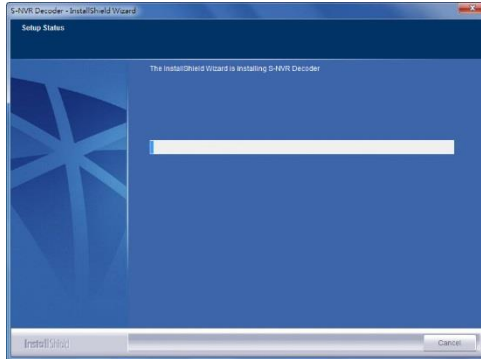 S-NVR Decoder - InstallShield Wizard
Setup Status
The InstallShield Wizard is installing S-NVR Decoder
InstallShield
Cancel